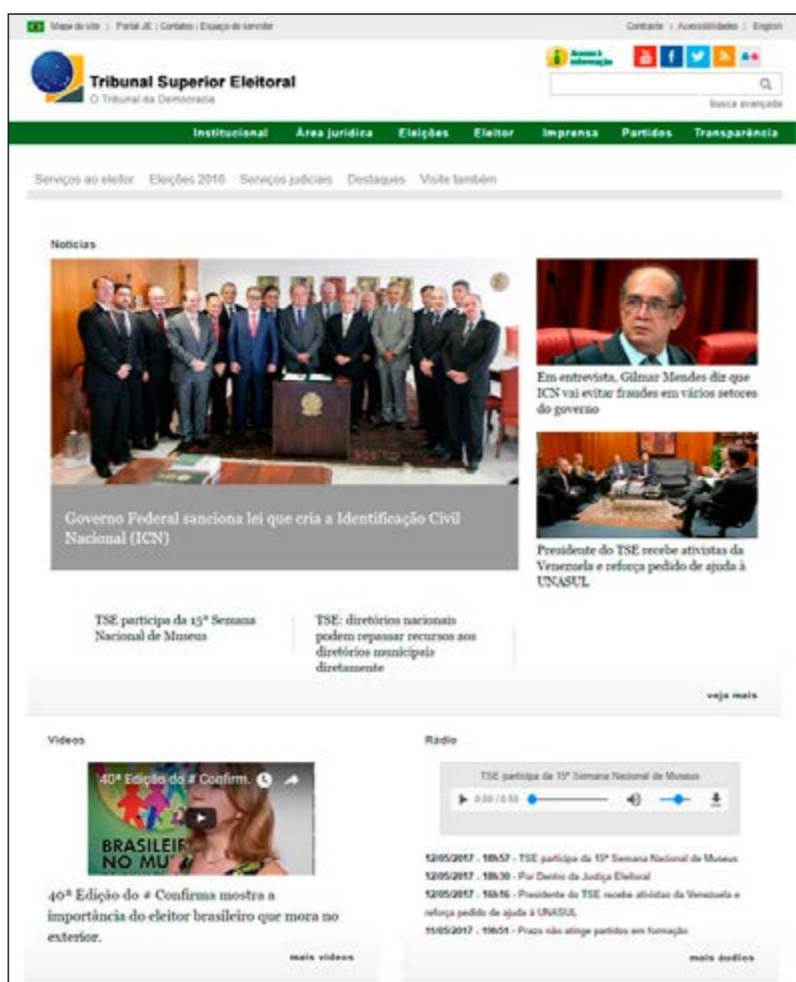 Mapa do site | Portal JE | Contatos | Espaço do servidor
Contraste | Acessibilidades | English
Tribunal Superior Eleitoral
O Tribunal da Democracia
Acesso à
informação
busca avançada
Institucional Área jurídica Eleições Eleitor Imprensa Partidos Transparência
Serviços ao eleitor Eleições 2016 Serviços judiciais Destaques Visite também
Notícias
Governo Federal sanciona lei que cria a Identificação Civil
Nacional (ICN)
Em entrevista, Gilmar Mendes diz que
ICN vai evitar fraudes em vários setores
do governo
Presidente do TSE recebe ativistas da
Venezuela e reforça pedido de ajuda à
UNASUL
TSE participa da 15ª Semana
Nacional de Museus
TSE: diretórios nacionais
podem repassar recursos aos
diretórios municipais
diretamente
veja mais
Vídeos
40ª Edição do # Confirm.
BRASILEIR
NO MU
40ª Edição do # Confirma mostra a
importância do eleitor brasileiro que mora no
exterior.
mais vídeos
Rádio
TSE participa da 15ª Semana Nacional de Museus
0:00 / 0:50
12/05/2017 - 18h57 - TSE participa da 15ª Semana Nacional de Museus
12/05/2017 - 18h30 - Por Dentro da Justiça Eleitoral
12/05/2017 - 16h16 - Presidente do TSE recebe ativistas da Venezuela e
reforça pedido de ajuda à UNASUL
11/05/2017 - 19h51 - Prazo não atinge partidos em formação
mais áudios